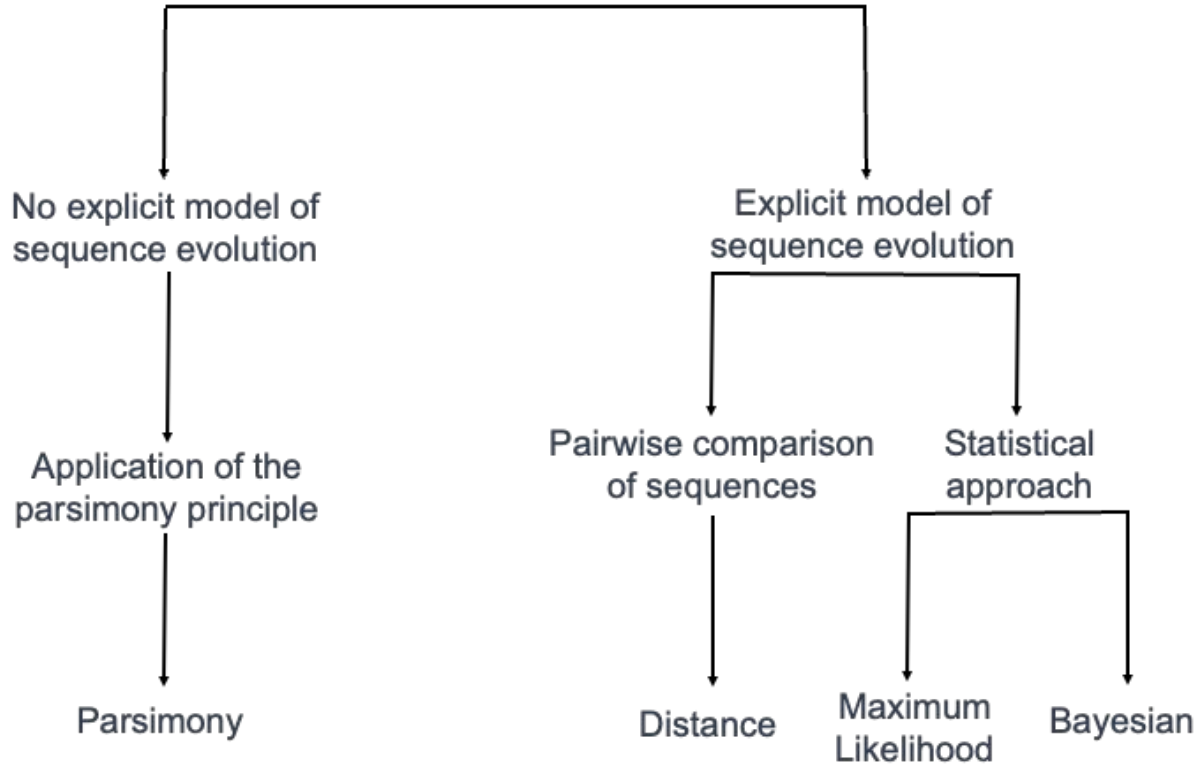 No explicit model of
sequence evolution
Explicit model of
sequence evolution
Application of the
parsimony principle
Pairwise comparison
of sequences
Statistical
approach
Parsimony
Distance
Maximum
Likelihood
Bayesian